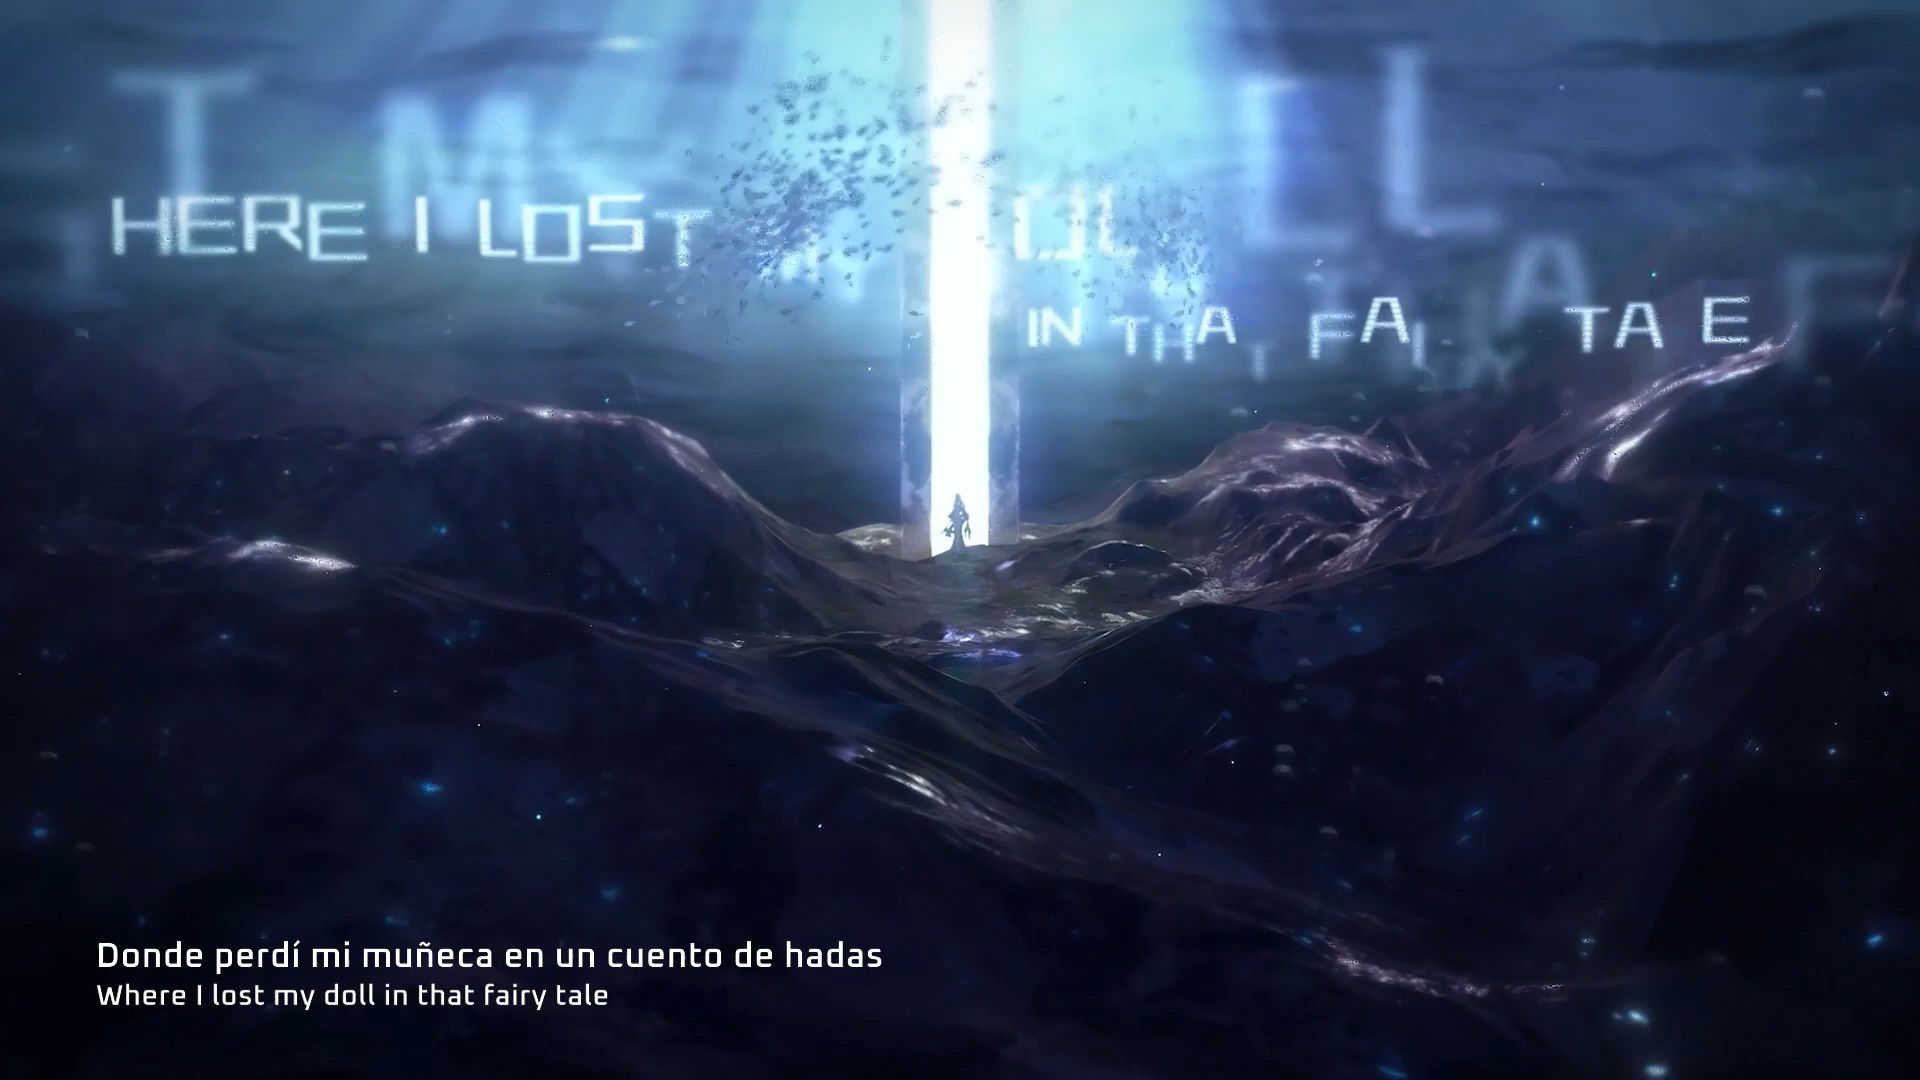 HERE I LOST
IN THA FAI TA E
Donde perdí mi muñeca en un cuento de hadas
Where I lost my doll in that fairy tale